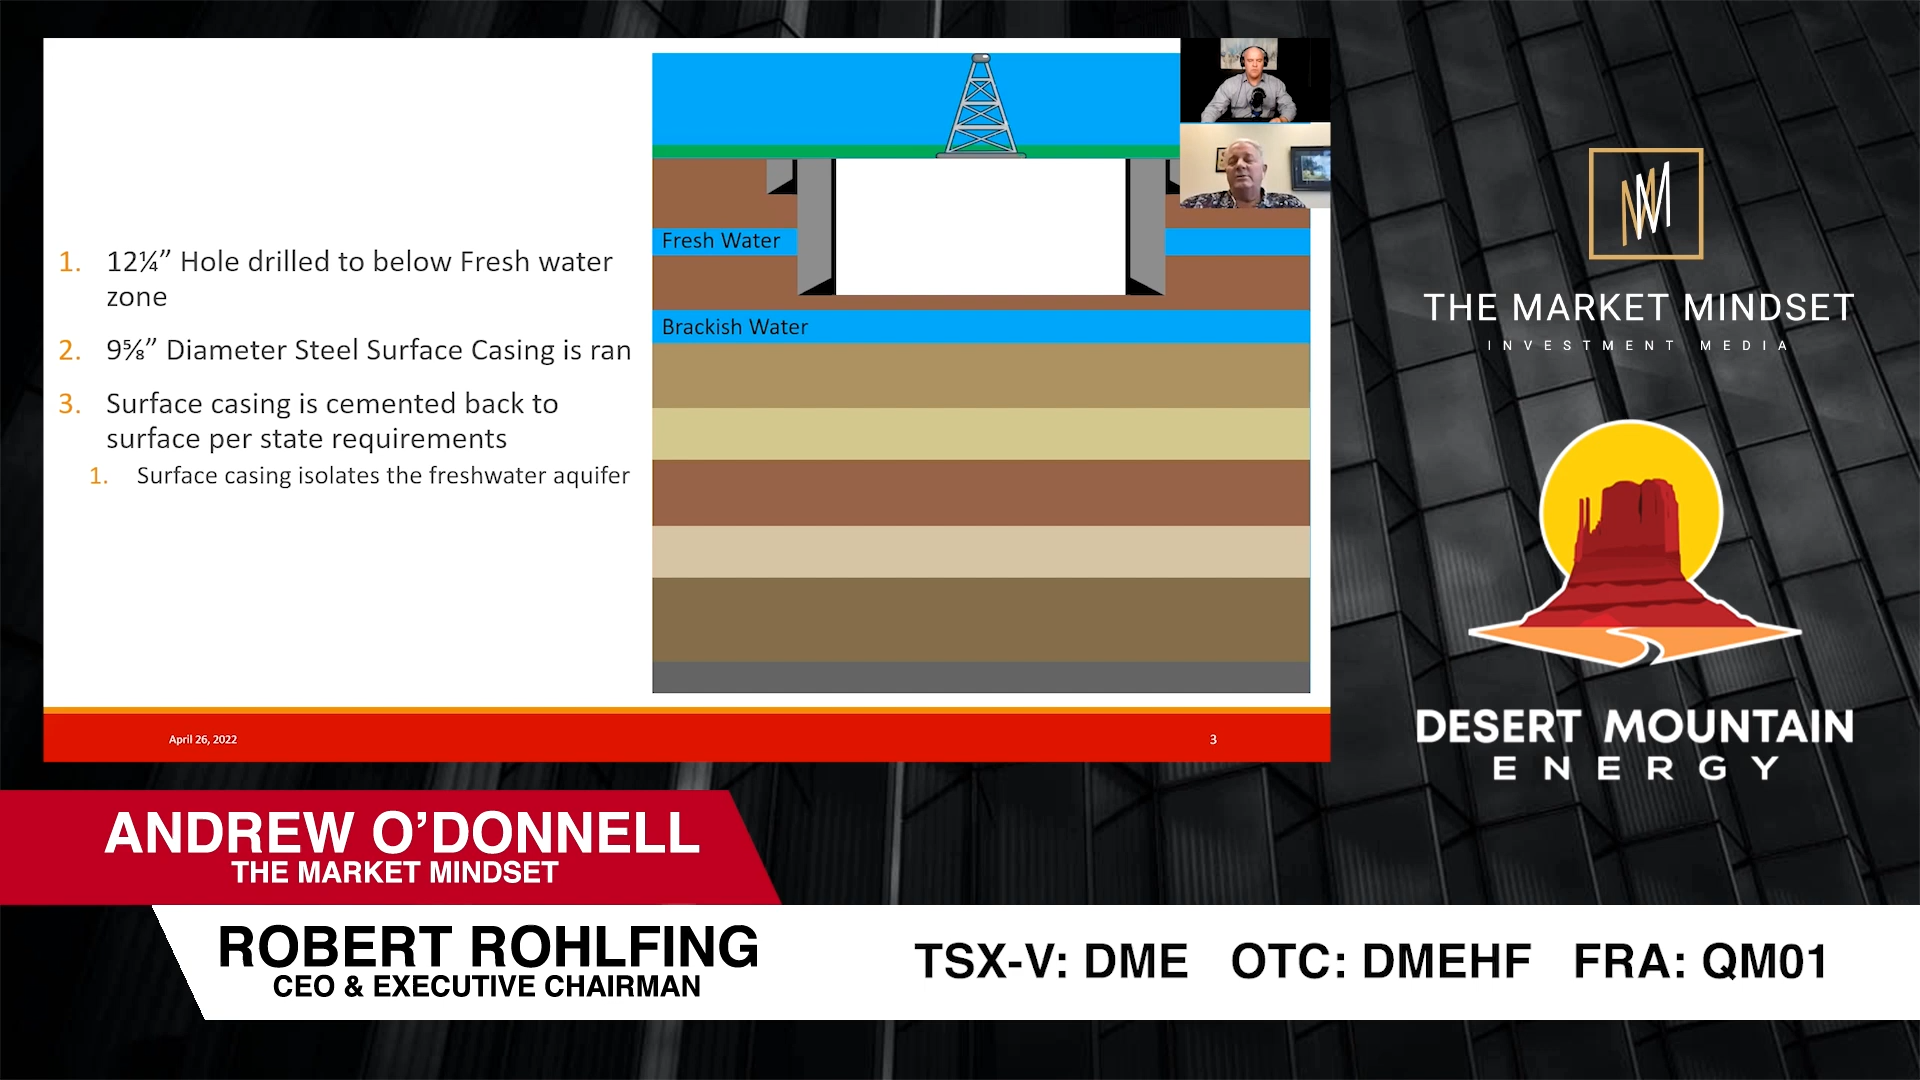 1. 12¼” Hole drilled to below Fresh water
zone
2. 9⅝” Diameter Steel Surface Casing is ran
3. Surface casing is cemented back to
surface per state requirements
1. Surface casing isolates the freshwater aquifer
Fresh Water
Brackish Water
April 26, 2022
3
THE MARKET MINDSET
INVESTMENT MEDIA
DESERT MOUNTAIN
ENERGY
ANDREW O’DONNELL
THE MARKET MINDSET
ROBERT ROHLFING
CEO & EXECUTIVE CHAIRMAN
TSX-V: DME OTC: DMEHF FRA: QM01